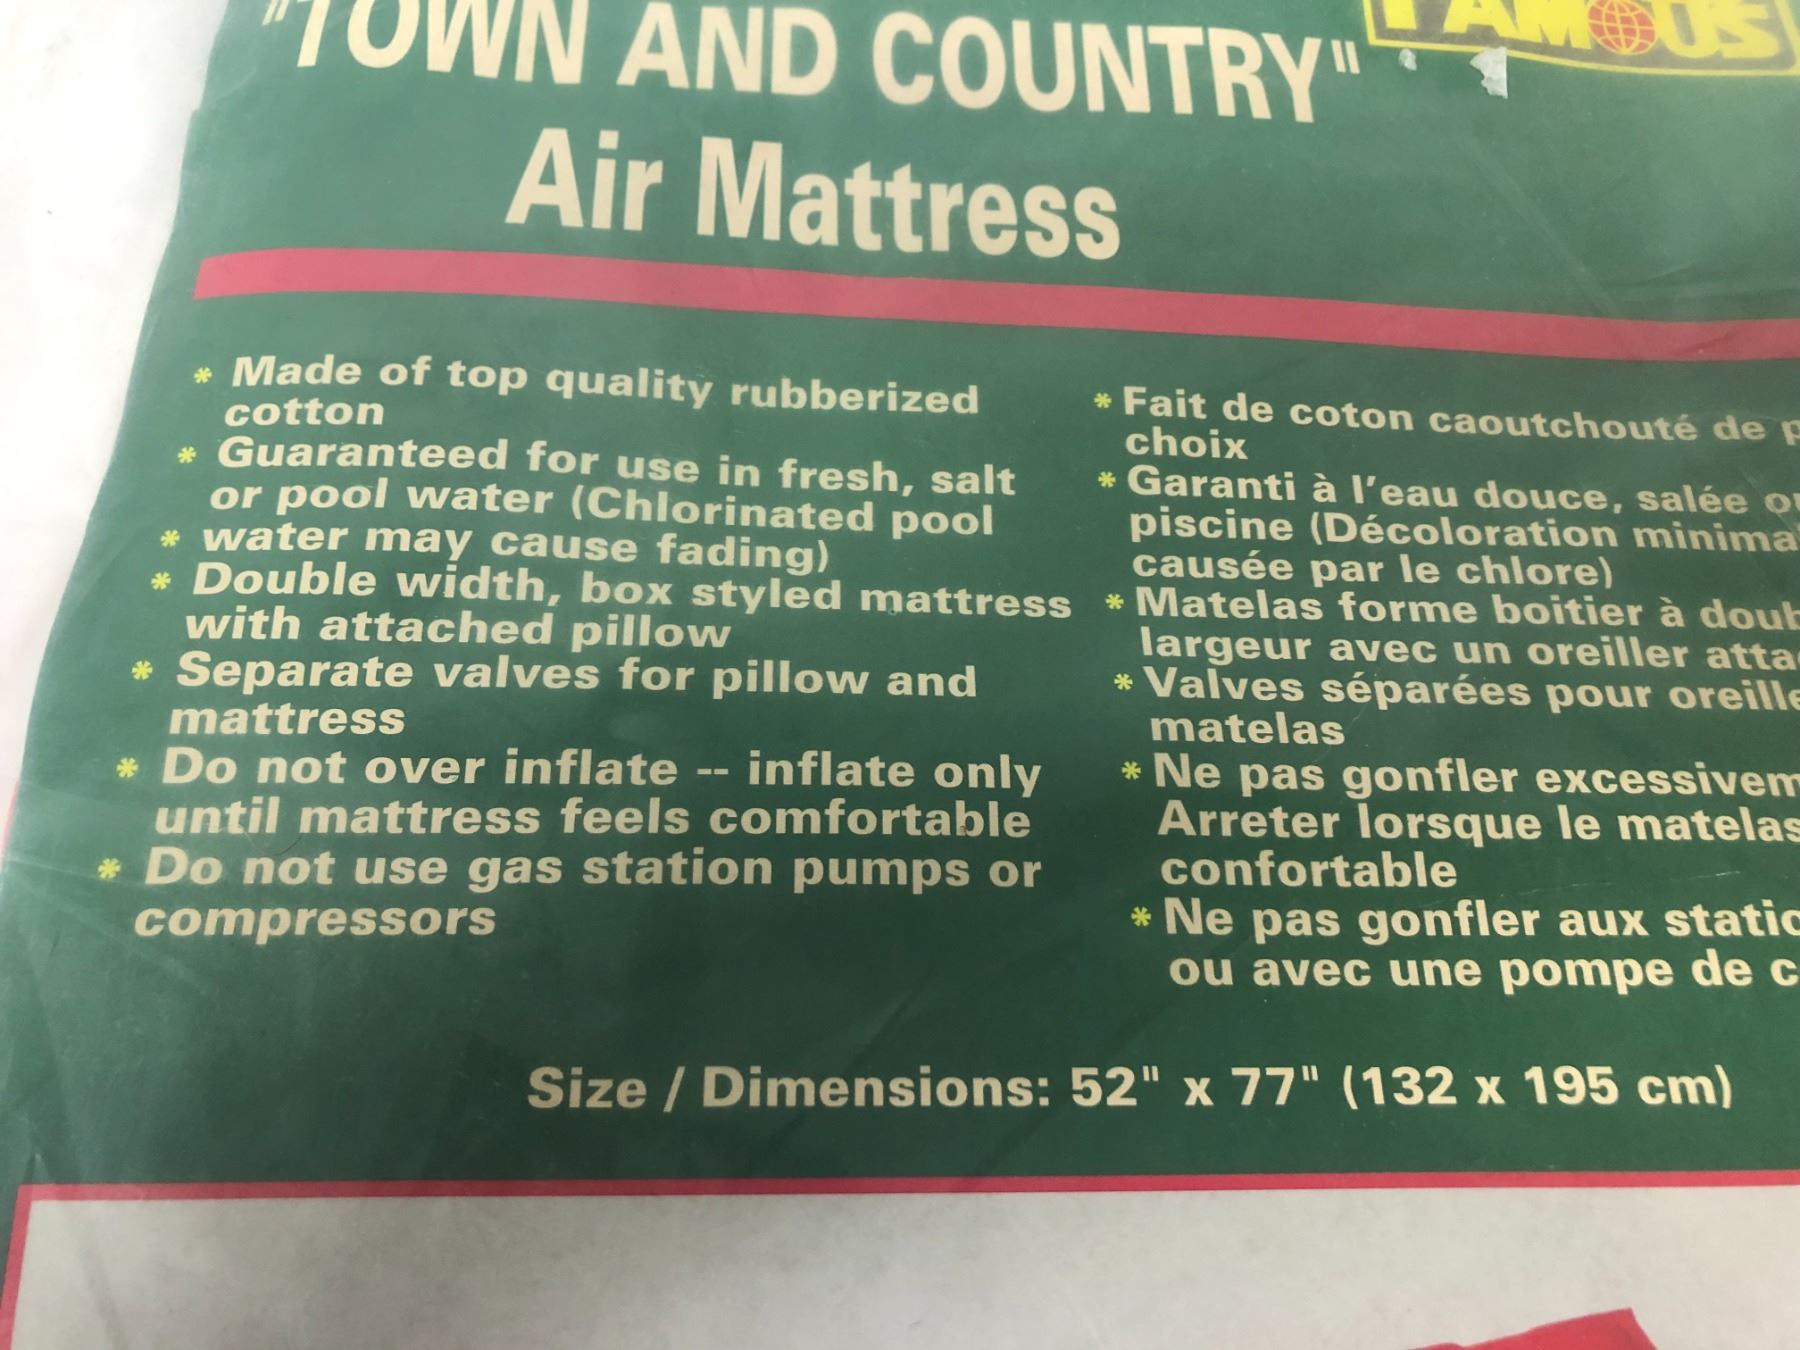 "TOWN AND COUNTRY"
FAMOUS
Air Mattress
* Made of top quality rubberized
cotton
* Guaranteed for use in fresh, salt
or pool water (Chlorinated pool
* water may cause fading)
* Double width, box styled mattress
with attached pillow
* Separate valves for pillow and
mattress
* Do not over inflate -- inflate only
until mattress feels comfortable
* Do not use gas station pumps or
compressors
* Fait de coton caoutchouté de
choix
* Garanti à l'eau douce, salée
piscine (Décoloration
causée par le chlore)
* Matelas forme boitier à
largeur avec un oreiller
* Valves séparées pour
matelas
* Ne pas gonfler
Arreter lorsque le matelas
confortable
* Ne pas gonfler aux
ou avec une pompe de
Size / Dimensions: 52" x 77" (132 x 195 cm)